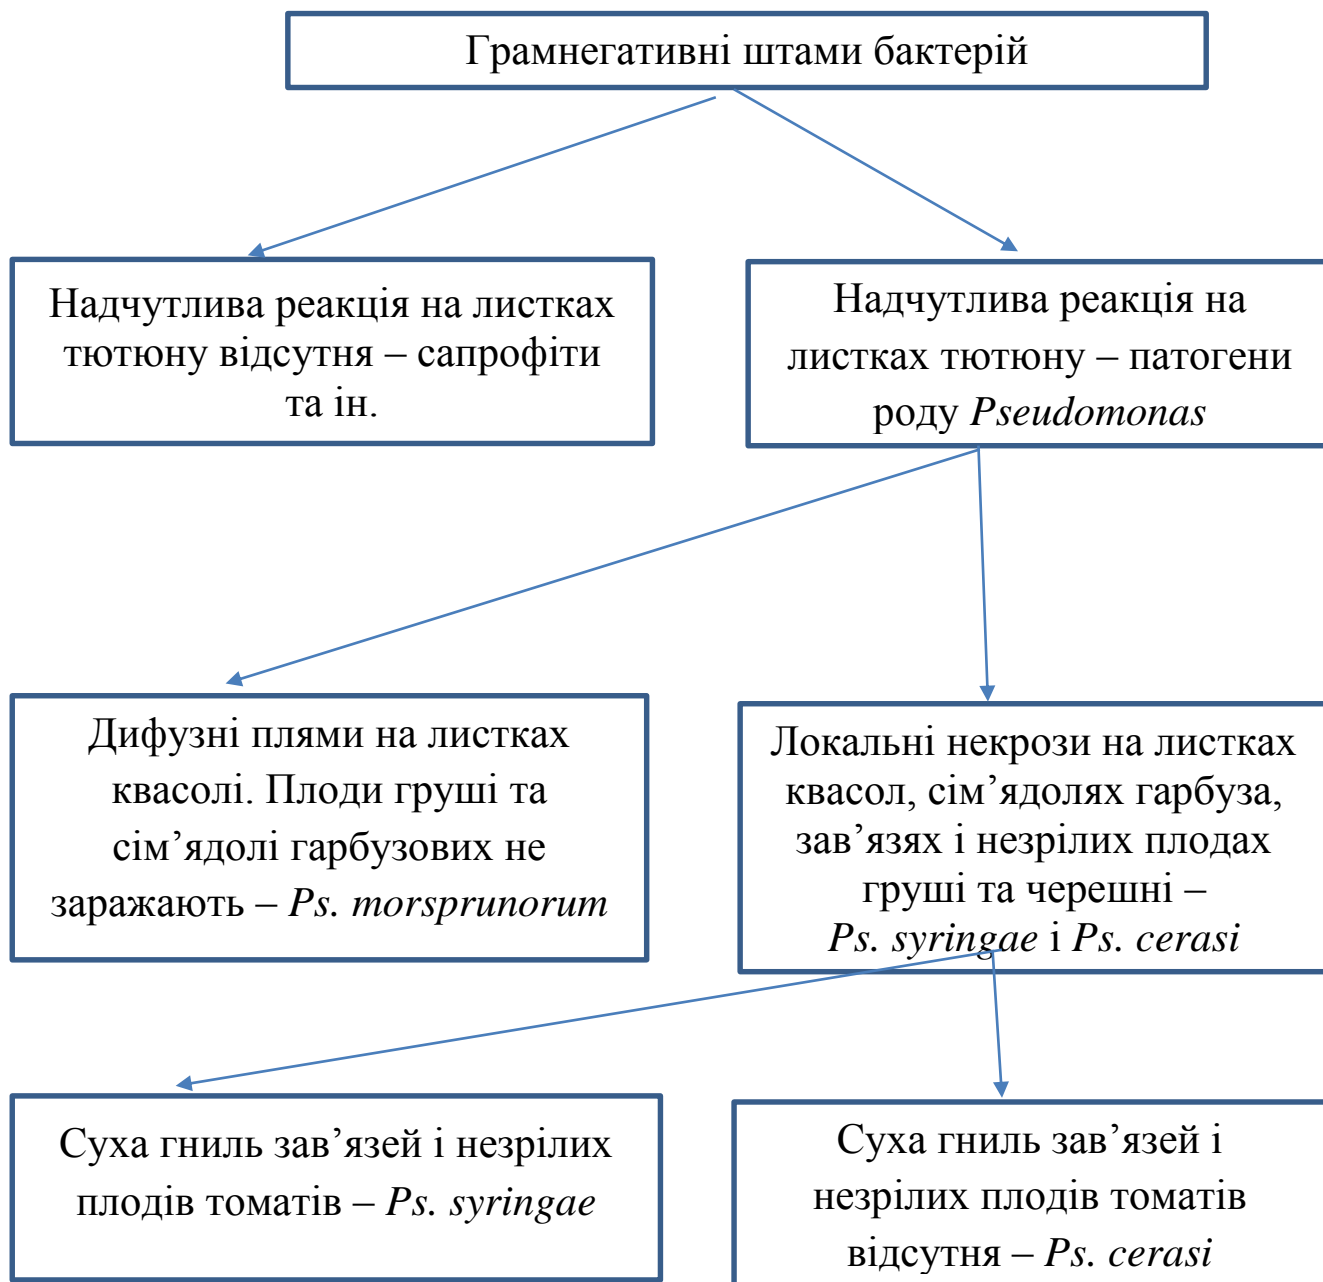 Грамнегативні штами бактерій
Надчутлива реакція на листках
тютюну відсутня – сапрофіти
та ін.
Надчутлива реакція на
листках тютюну – патогени
роду Pseudomonas
Дифузні плями на листках
квасолі. Плоди груші та
сім’ядолі гарбузових не
заражають – Ps. morsprunorum
Локальні некрози на листках
квасол, сім’ядолях гарбуза,
зав’язях і незрілих плодах
груші та черешні –
Ps. syringae і Ps. cerasi
Суха гниль зав’язей і незрілих
плодів томатів – Ps. syringae
Суха гниль зав’язей і
незрілих плодів томатів
відсутня – Ps. cerasi